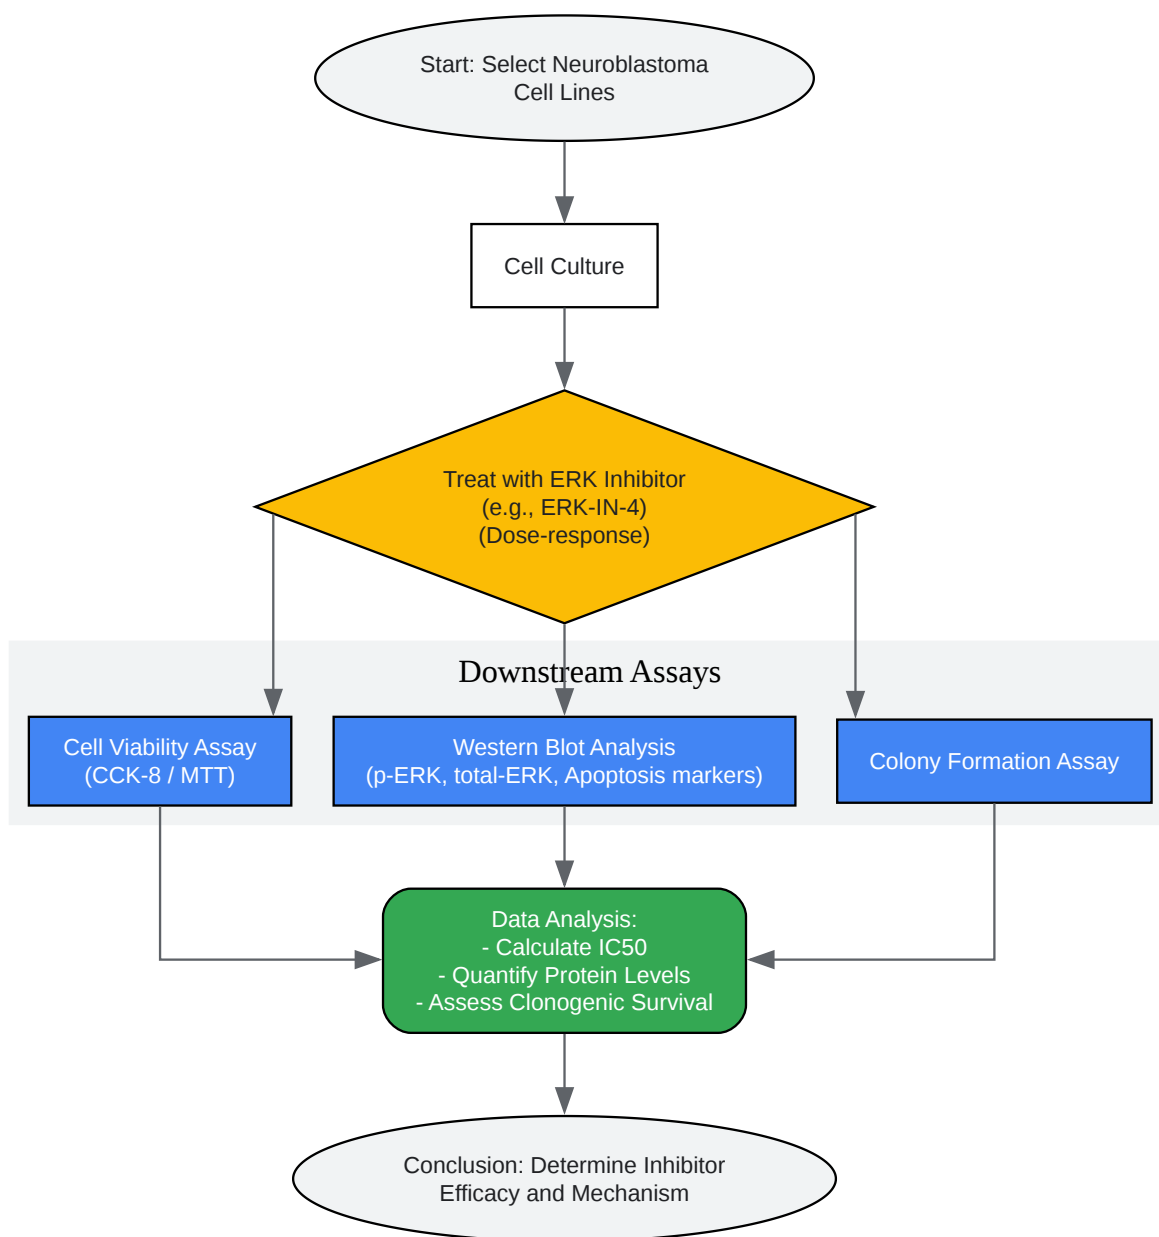 Start: Select Neuroblastoma
Cell Lines
Cell Culture
Treat with ERK Inhibitor
(e.g., ERK-IN-4)
(Dose-response)
Downstream Assays
Cell Viability Assay
(CCK-8 / MTT)
Western Blot Analysis
(p-ERK, total-ERK, Apoptosis markers)
Colony Formation Assay
Data Analysis:
- Calculate IC50
- Quantify Protein Levels
- Assess Clonogenic Survival
Conclusion: Determine Inhibitor
Efficacy and Mechanism